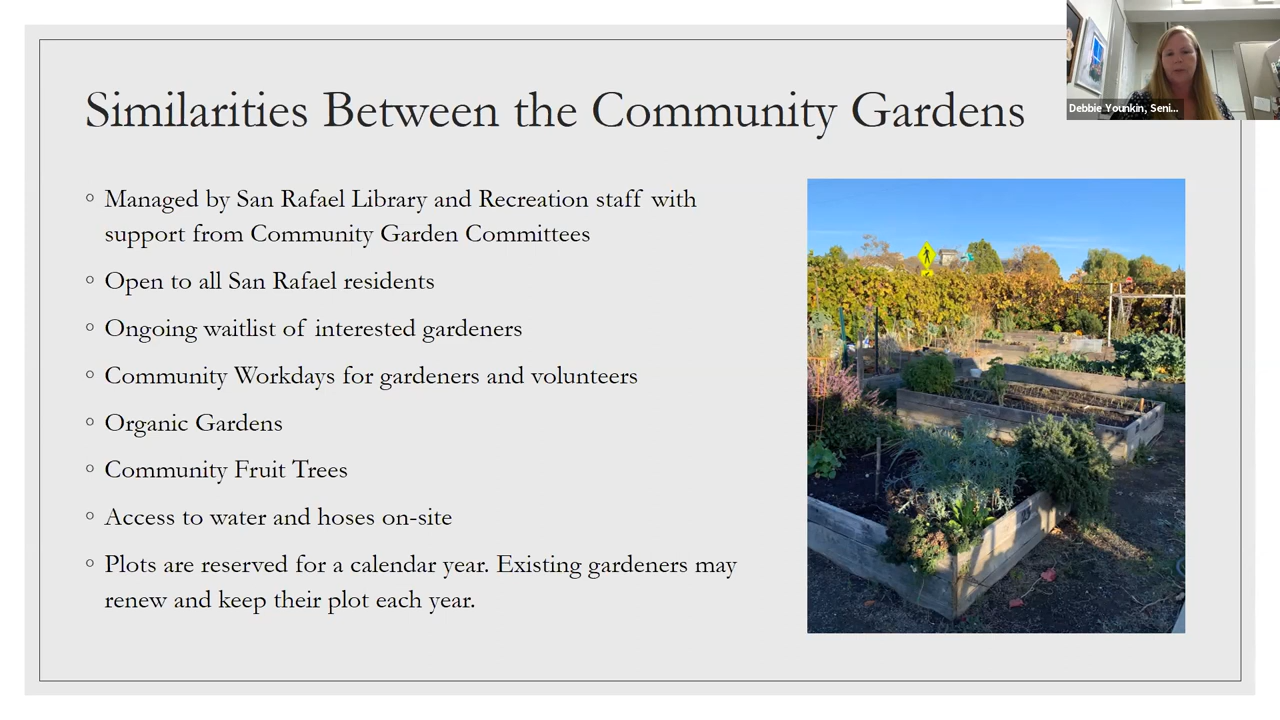 Similarities Between the Community Gardens
Debbie Younkin, Seni...
◦ Managed by San Rafael Library and Recreation staff with
support from Community Garden Committees
◦ Open to all San Rafael residents
◦ Ongoing waitlist of interested gardeners
◦ Community Workdays for gardeners and volunteers
◦ Organic Gardens
◦ Community Fruit Trees
◦ Access to water and hoses on-site
◦ Plots are reserved for a calendar year. Existing gardeners may
renew and keep their plot each year.